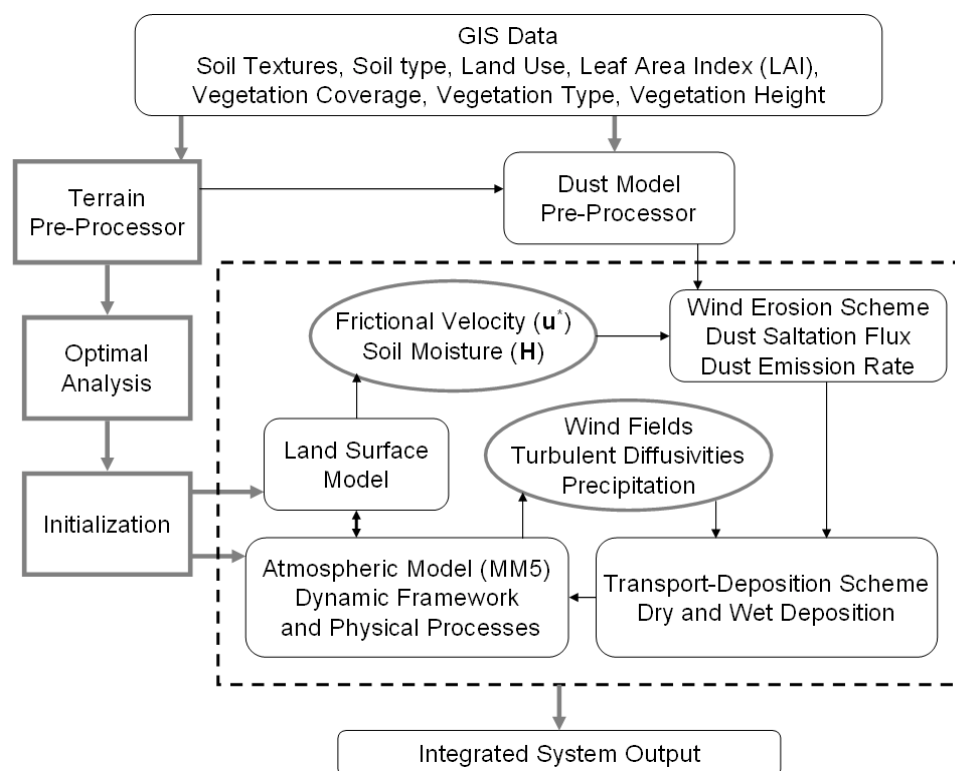 GIS Data
Soil Textures, Soil type, Land Use, Leaf Area Index (LAI),
Vegetation Coverage, Vegetation Type, Vegetation Height
Terrain
Pre-Processor
Dust Model
Pre-Processor
Optimal
Analysis
Frictional Velocity (u*)
Soil Moisture (H)
Wind Erosion Scheme
Dust Saltation Flux
Dust Emission Rate
Land Surface
Model
Wind Fields
Turbulent Diffusivities
Precipitation
Initialization
Atmospheric Model (MM5)
Dynamic Framework
and Physical Processes
Transport-Deposition Scheme
Dry and Wet Deposition
Integrated System Output